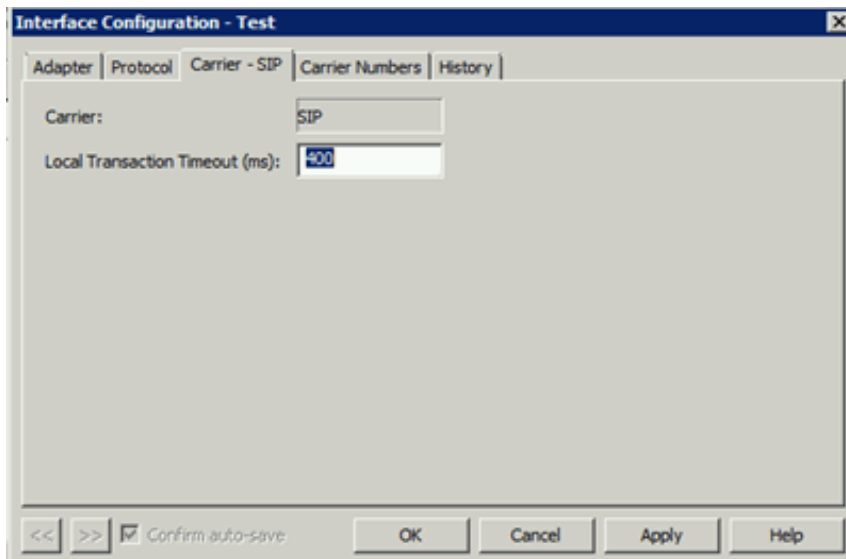 Interface Configuration - Test
Adapter Protocol Carrier - SIP Carrier Numbers History
Carrier: SIP
Local Transaction Timeout (ms): 400
<< >> Confirm auto-save OK Cancel Apply Help